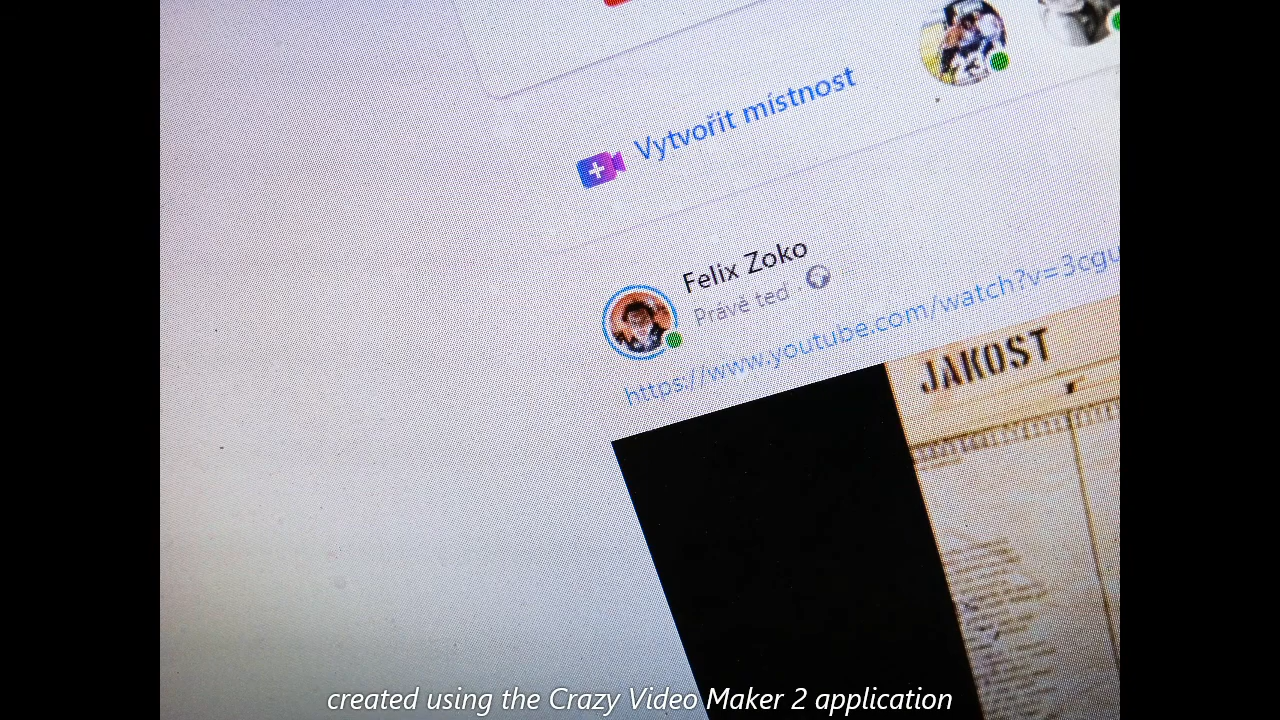 Vytvořit místnost
Felix Zoko
Právě teď
https://www.youtube.com/watch?v=3cgu
JAKOST
created using the Crazy Video Maker 2 application